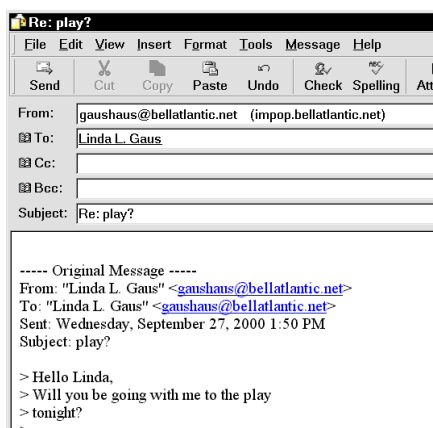 Re: play?
File Edit View Insert Format Tools Message Help
ABC
Send Cut Copy Paste Undo Check Spelling Att
From: gaushaus@bellatlantic.net (impop.bellatlantic.net)
To: Linda L. Gaus
Cc:
Bcc:
Subject: Re: play?
----- Original Message -----
From: "Linda L. Gaus" <gaushaus@bellatlantic.net>
To: "Linda L. Gaus" <gaushaus@bellatlantic.net>
Sent: Wednesday, September 27, 2000 1:50 PM
Subject: play?
> Hello Linda,
> Will you be going with me to the play
> tonight?